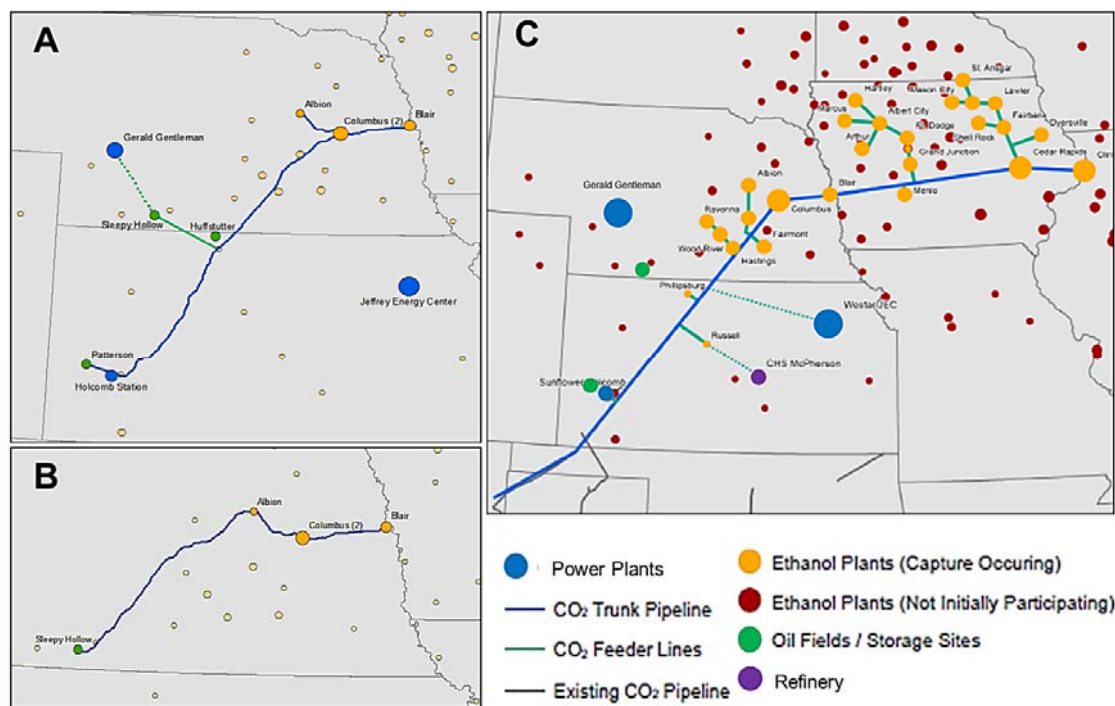 A
Albion
Columbus (2)
Blair
Gerald Gentleman
Sleepy Hollow
Huffstutter
Jeffrey Energy Center
Patterson
Holcomb Station
B
Albion
Columbus (2)
Blair
Sleepy Hollow
C
St. Ansgar
Hartley
Mason City
Lawler
Marcus
Albert City
Fairbank
Dyersville
Ft. Dodge
Shell Rock
Arthur
Grand Junction
Cedar Rapids
Clin
Menlo
Albion
Blair
Gerald Gentleman
Ravenna
Columbus
Fairmont
Wood River
Hastings
Phillipsburg
Westar JEC
Russell
CHS McPherson
Sunflower Holcomb
Power Plants
CO₂ Trunk Pipeline
CO₂ Feeder Lines
Existing CO₂ Pipeline
Ethanol Plants (Capture Occuring)
Ethanol Plants (Not Initially Participating)
Oil Fields / Storage Sites
Refinery